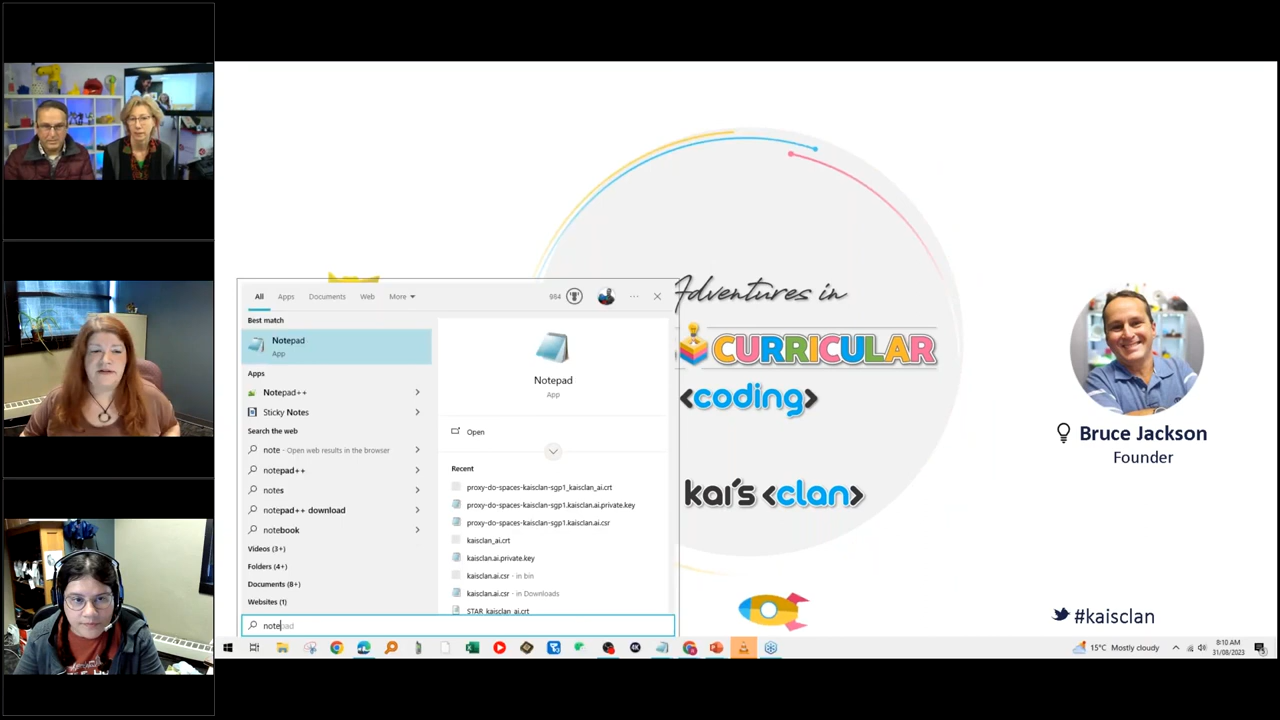 Adventures in
CURRICULAR
<coding>
kai's <clan>
Bruce Jackson
Founder
#kaisclan
All
Apps
Documents
Web
More
984
Best match
Notepad
App
Apps
Notepad++
Sticky Notes
Search the web
note - Open web results in the browser
notepad++
notes
notepad++ download
notebook
Videos (3+)
Folders (4+)
Documents (8+)
Websites (1)
notepad
Notepad
App
Open
Recent
proxy-do-spaces-kaisclan-sgp1_kaisclan_ai.crt
proxy-do-spaces-kaisclan-sgp1.kaisclan.ai.private.key
proxy-do-spaces-kaisclan-sgp1.kaisclan.ai.csr
kaisclan_ai.crt
kaisclan.ai.private.key
kaisclan.ai.csr - in bin
kaisclan.ai.csr - in Downloads
STAR_kaisclan_ai.crt
15°C Mostly cloudy
8:10 AM
31/08/2023